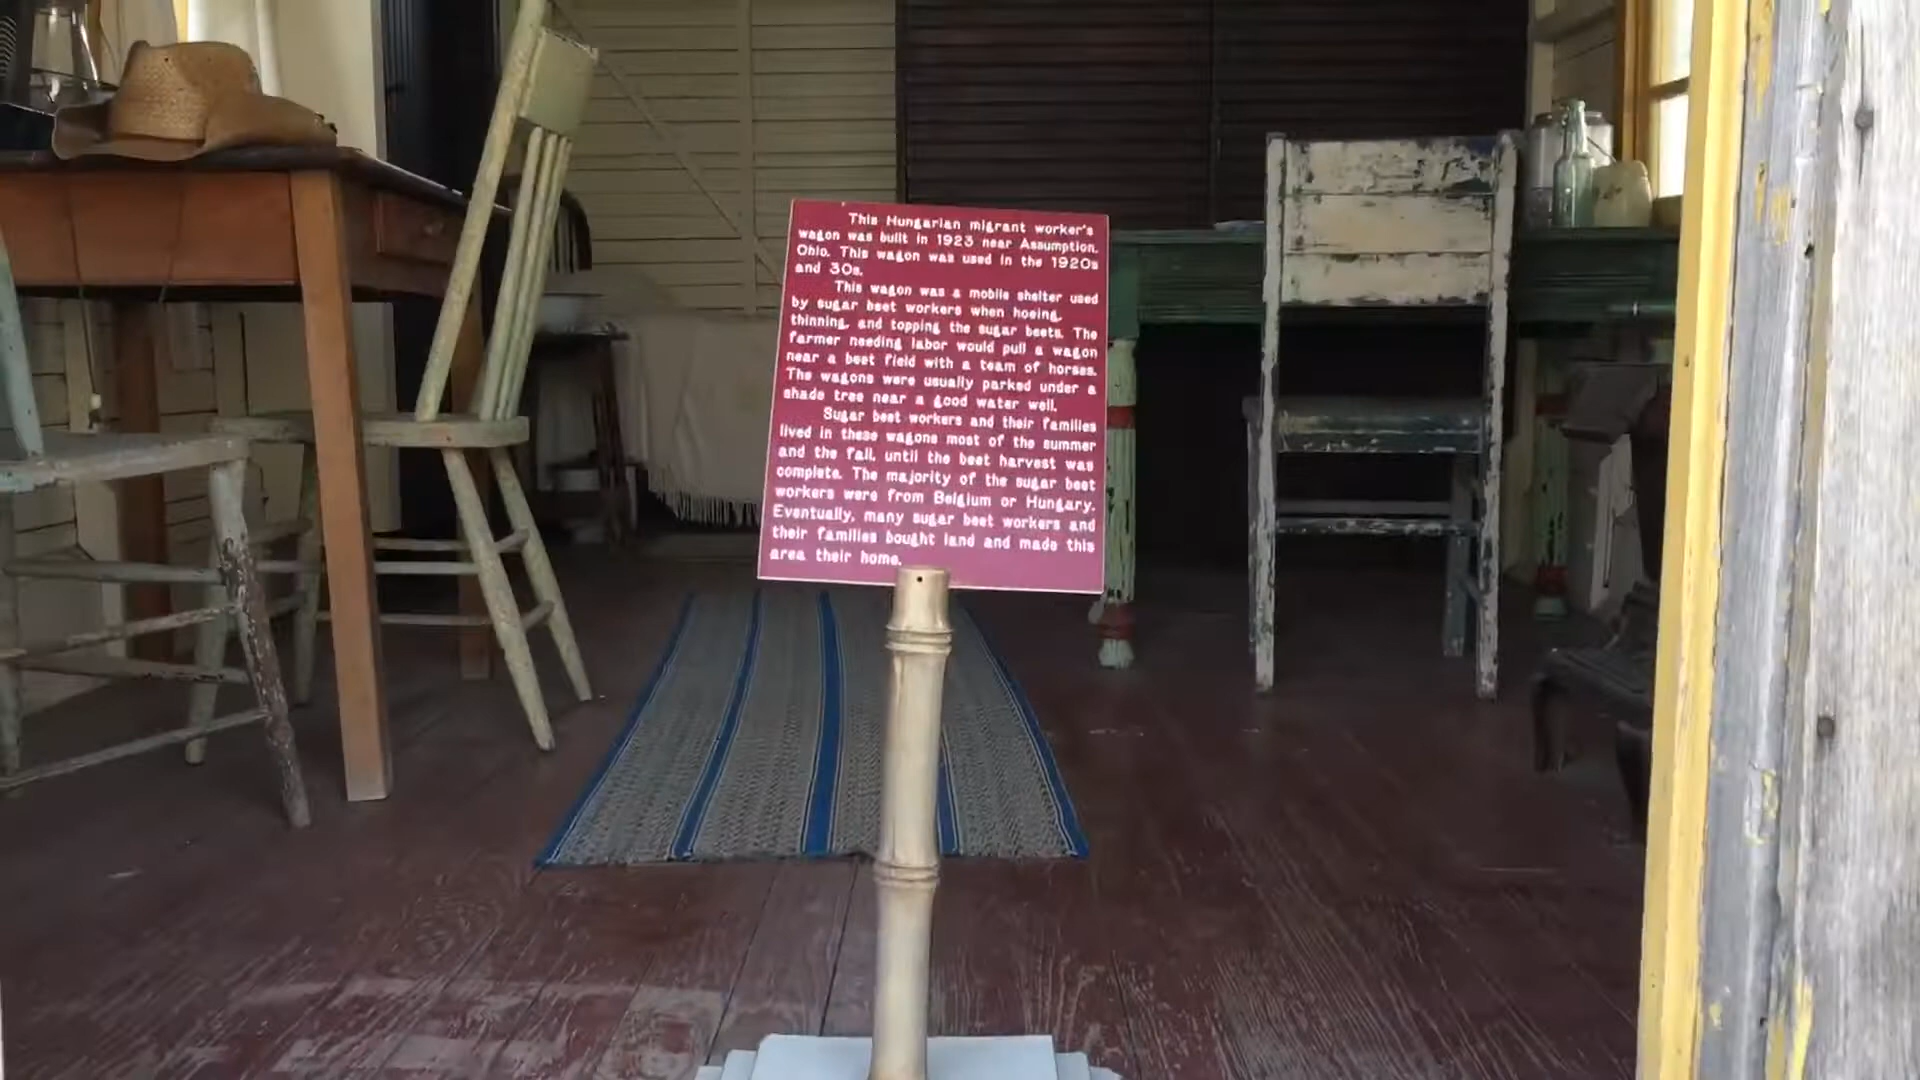 This Hungarian migrant worker's
wagon was built in 1923 near Assumption,
Ohio. This wagon was used in the 1920s
and 30s.
This wagon was a mobile shelter used
by sugar beet workers when hoeing,
thinning, and topping the sugar beets. The
farmer needing labor would pull a wagon
near a beet field with a team of horses.
The wagons were usually parked under a
shade tree near a good water well.
Sugar beet workers and their families
lived in these wagons most of the summer
and the fall, until the beet harvest was
complete. The majority of the sugar beet
workers were from Belgium or Hungary.
Eventually, many sugar beet workers and
their families bought land and made this
area their home.